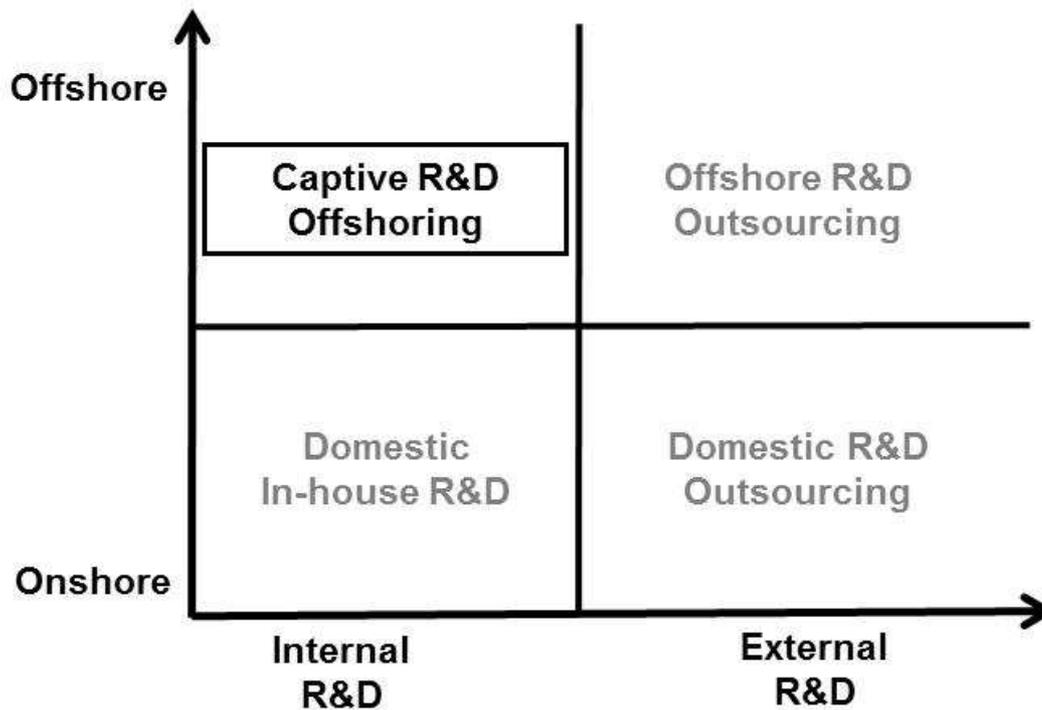 Offshore
Captive R&D
Offshoring
Offshore R&D
Outsourcing
Domestic
In-house R&D
Domestic R&D
Outsourcing
Onshore
Internal
R&D
External
R&D